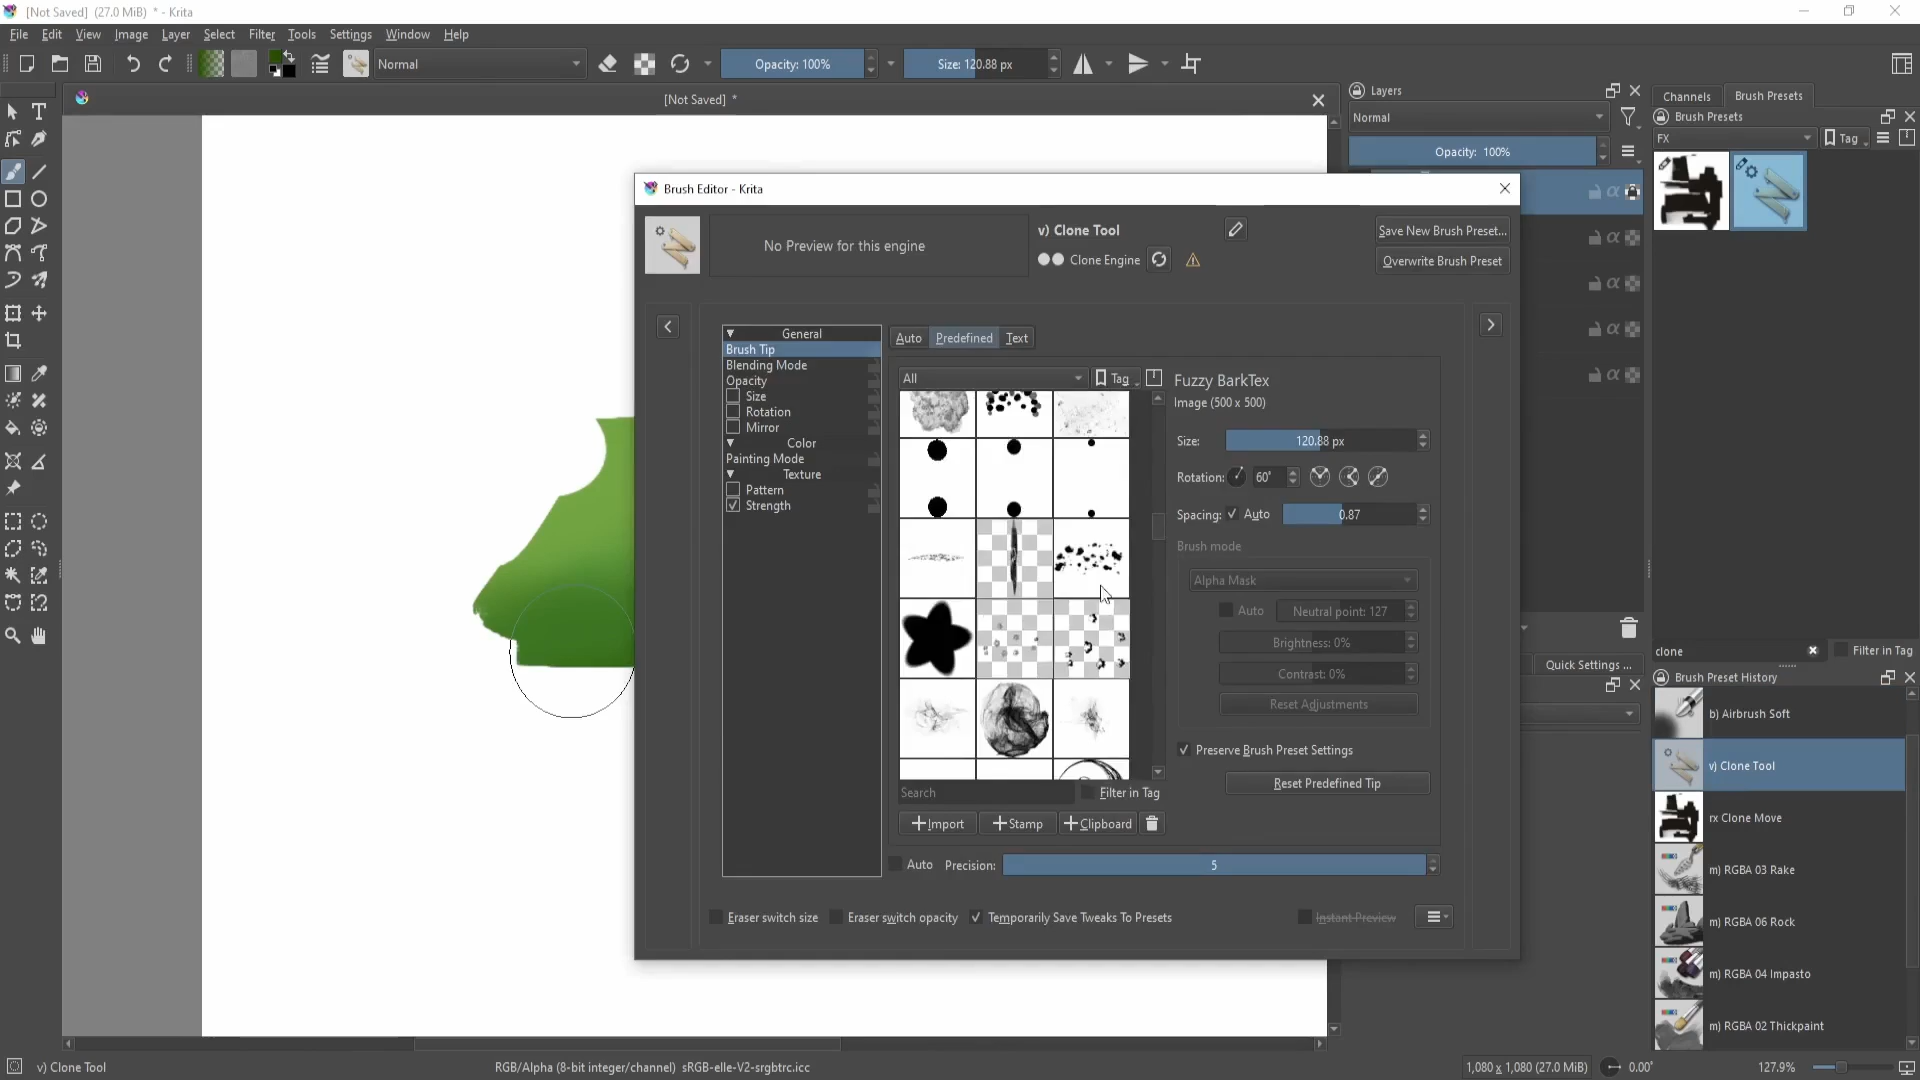 [Not Saved] (27.0 MiB) * - Krita
File Edit View Image Layer Select Filter Tools Settings Window Help
Normal
Opacity: 100%
Size: 120.88 px
[Not Saved] *
Layers
Normal
Opacity: 100%
Channels
Brush Presets
Brush Presets
FX
Tag
Brush Editor - Krita
No Preview for this engine
v) Clone Tool
Clone Engine
Save New Brush Preset...
Overwrite Brush Preset
General
Brush Tip
Blending Mode
Opacity
Size
Rotation
Mirror
Color
Painting Mode
Texture
Pattern
Strength
Auto
Predefined
Text
All
Tag
Fuzzy BarkTex
Image (500 x 500)
Size:
120.88 px
Rotation:
60°
Spacing:
Auto
0.87
Brush mode
Alpha Mask
Auto
Neutral point: 127
Brightness: 0%
Contrast: 0%
Reset Adjustments
Preserve Brush Preset Settings
Reset Predefined Tip
Search
Filter in Tag
Import
Stamp
Clipboard
Auto
Precision:
5
Eraser switch size
Eraser switch opacity
Temporarily Save Tweaks To Presets
Instant Preview
clone
Filter in Tag
Quick Settings ...
Brush Preset History
b) Airbrush Soft
v) Clone Tool
rx Clone Move
m) RGBA 03 Rake
m) RGBA 06 Rock
m) RGBA 04 Impasto
m) RGBA 02 Thickpaint
v) Clone Tool
RGB/Alpha (8-bit integer/channel) sRGB-elle-V2-srgbtrc.icc
1,080 x 1,080 (27.0 MiB)
0.00°
127.9%